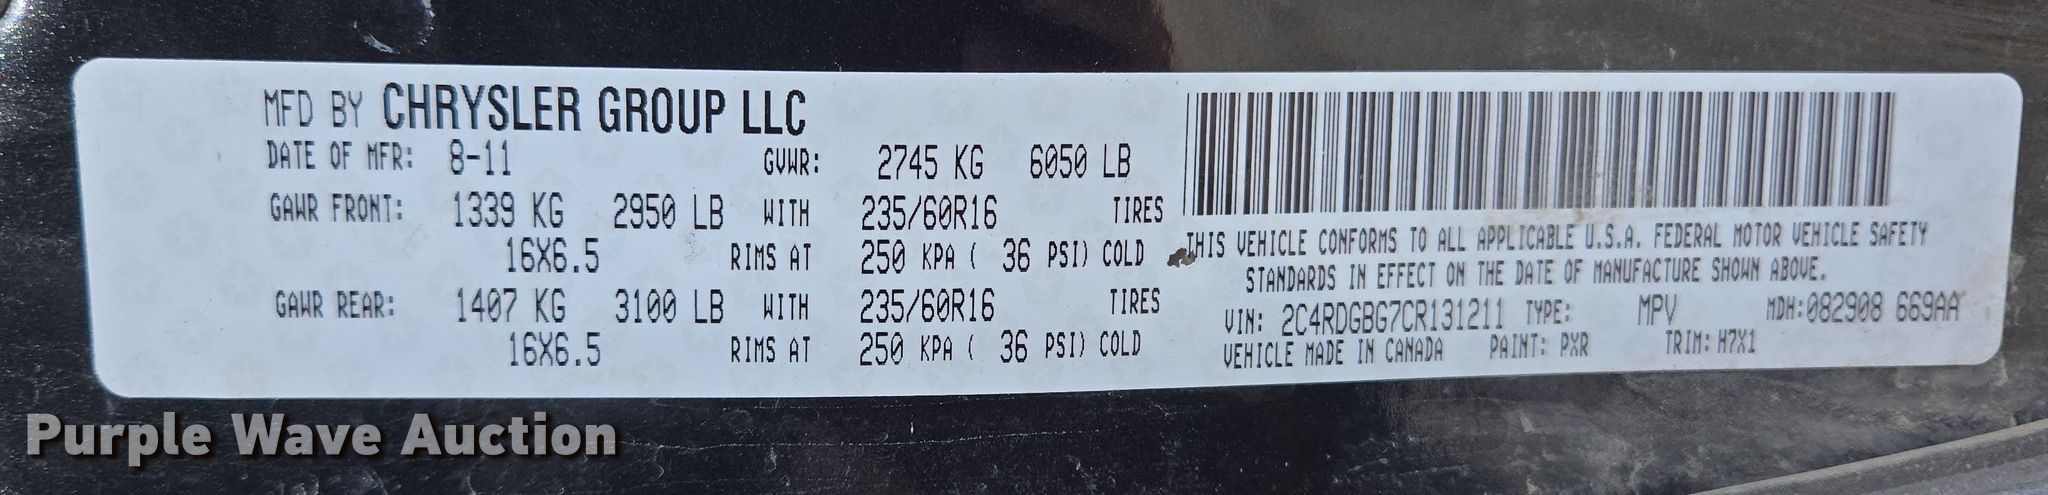 MFD BY CHRYSLER GROUP LLC
DATE OF MFR: 8-11 GVWR: 2745 KG 6050 LB
GAWR FRONT: 1339 KG 2950 LB WITH 235/60R16 TIRES
16X6.5 RIMS AT 250 KPA ( 36 PSI) COLD
GAWR REAR: 1407 KG 3100 LB WITH 235/60R16 TIRES
16X6.5 RIMS AT 250 KPA ( 36 PSI) COLD
THIS VEHICLE CONFORMS TO ALL APPLICABLE U.S.A. FEDERAL MOTOR VEHICLE SAFETY
STANDARDS IN EFFECT ON THE DATE OF MANUFACTURE SHOWN ABOVE.
VIN: 2C4RDGBG7CR131211 TYPE: MPV MDH:082908 669AA
VEHICLE MADE IN CANADA PAINT: PXR TRIM: H7X1
Purple Wave Auction